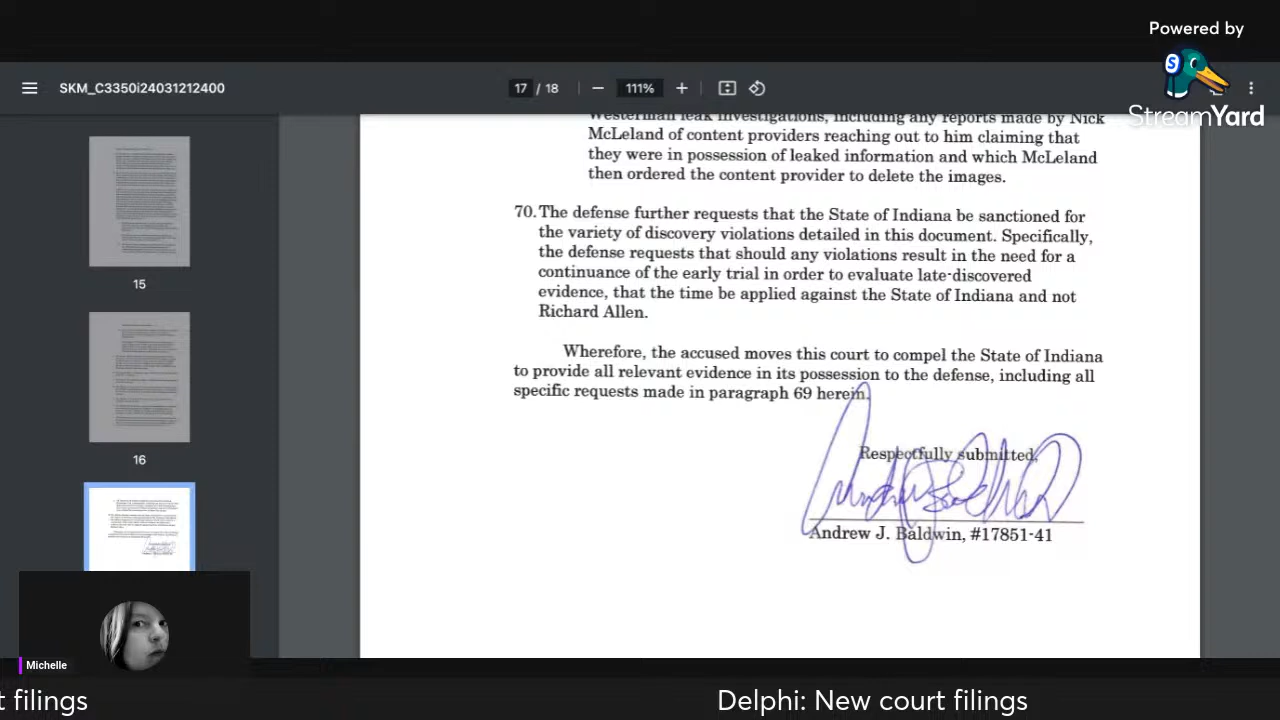 Powered by
StreamYard
SKM_C3350i24031212400
17 / 18
111%
15
16
Westerman leak investigations, including any reports made by Nick
McLeland of content providers reaching out to him claiming that
they were in possession of leaked information and which McLeland
then ordered the content provider to delete the images.
70. The defense further requests that the State of Indiana be sanctioned for
the variety of discovery violations detailed in this document. Specifically,
the defense requests that should any violations result in the need for a
continuance of the early trial in order to evaluate late-discovered
evidence, that the time be applied against the State of Indiana and not
Richard Allen.
Wherefore, the accused moves this court to compel the State of Indiana
to provide all relevant evidence in its possession to the defense, including all
specific requests made in paragraph 69 herein.
Respectfully submitted,
Andrew J. Baldwin, #17851-41
Michelle
t filings
Delphi: New court filings